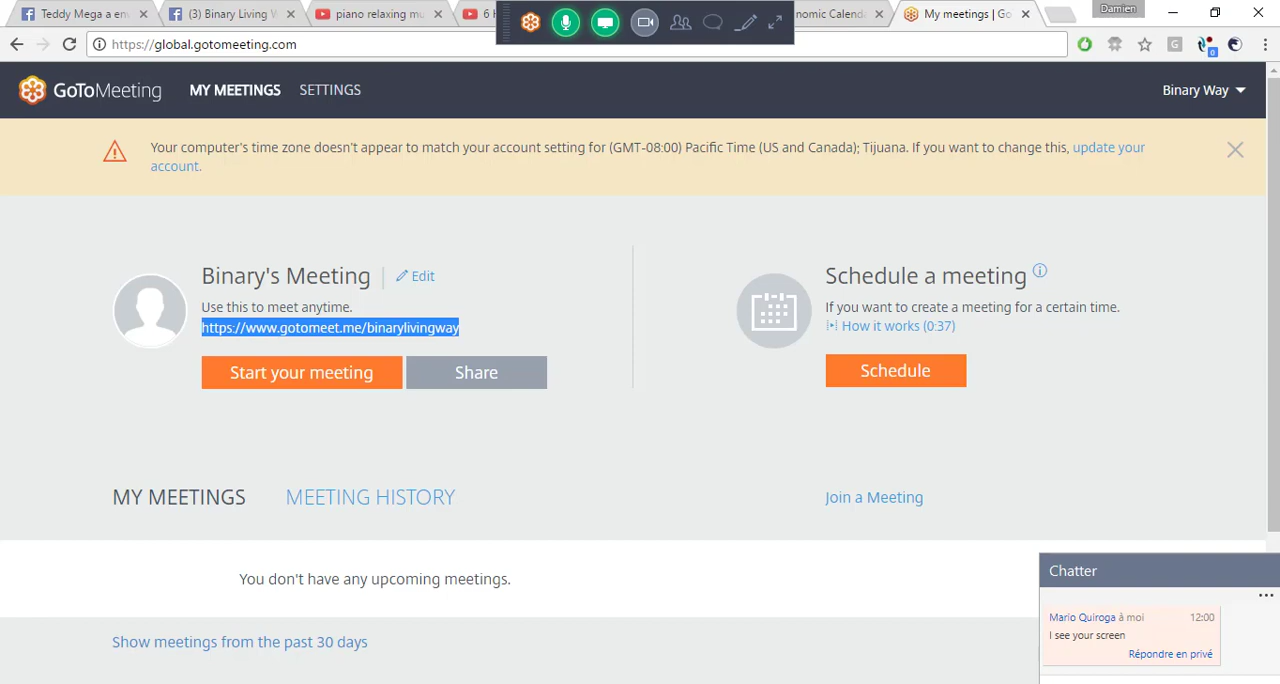 Teddy Mega a en
(3) Binary Living W
piano relaxing mu
6
nomic Calenda
My meetings | Go
Damien
https://global.gotomeeting.com
G
0
GoToMeeting
MY MEETINGS
SETTINGS
Binary Way
Your computer's time zone doesn't appear to match your account setting for (GMT-08:00) Pacific Time (US and Canada); Tijuana. If you want to change this, update your
account.
Binary's Meeting
Edit
Use this to meet anytime.
https://www.gotomeet.me/binarylivingway
Start your meeting
Share
Schedule a meeting
If you want to create a meeting for a certain time.
How it works (0:37)
Schedule
MY MEETINGS
MEETING HISTORY
Join a Meeting
You don't have any upcoming meetings.
Show meetings from the past 30 days
Chatter
Mario Quiroga à moi 12:00
I see your screen
Répondre en privé